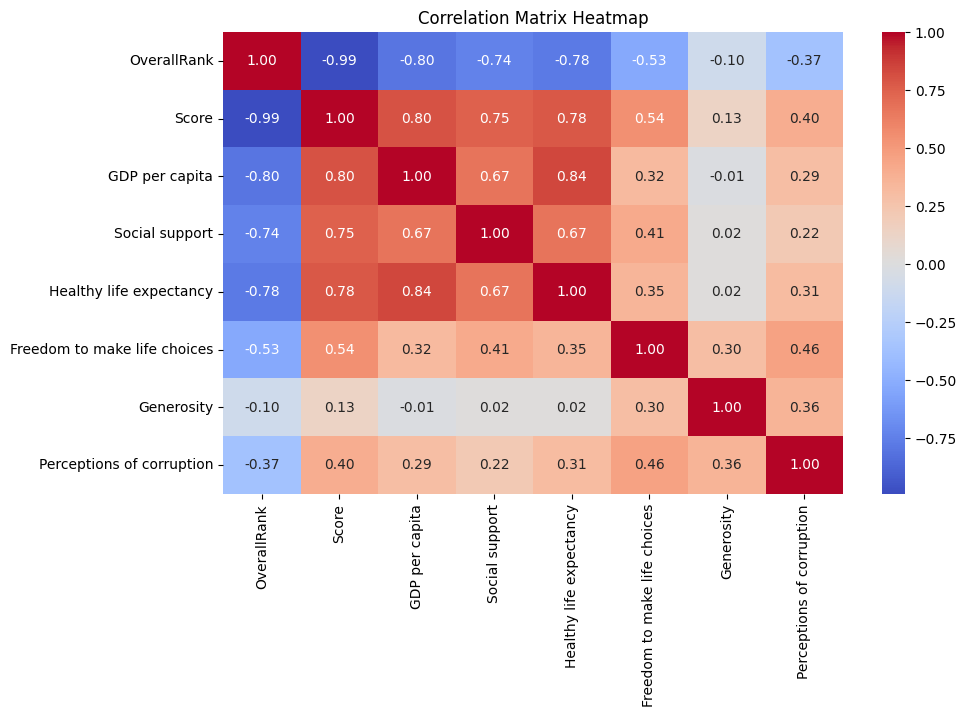 Correlation Matrix Heatmap
OverallRank 1.00 -0.99 -0.80 -0.74 -0.78 -0.53 -0.10 -0.37
Score -0.99 1.00 0.80 0.75 0.78 0.54 0.13 0.40
GDP per capita -0.80 0.80 1.00 0.67 0.84 0.32 -0.01 0.29
Social support -0.74 0.75 0.67 1.00 0.67 0.41 0.02 0.22
Healthy life expectancy -0.78 0.78 0.84 0.67 1.00 0.35 0.02 0.31
Freedom to make life choices -0.53 0.54 0.32 0.41 0.35 1.00 0.30 0.46
Generosity -0.10 0.13 -0.01 0.02 0.02 0.30 1.00 0.36
Perceptions of corruption -0.37 0.40 0.29 0.22 0.31 0.46 0.36 1.00
OverallRank
Score
GDP per capita
Social support
Healthy life expectancy
Freedom to make life choices
Generosity
Perceptions of corruption
1.00
0.75
0.50
0.25
0.00
−0.25
−0.50
−0.75